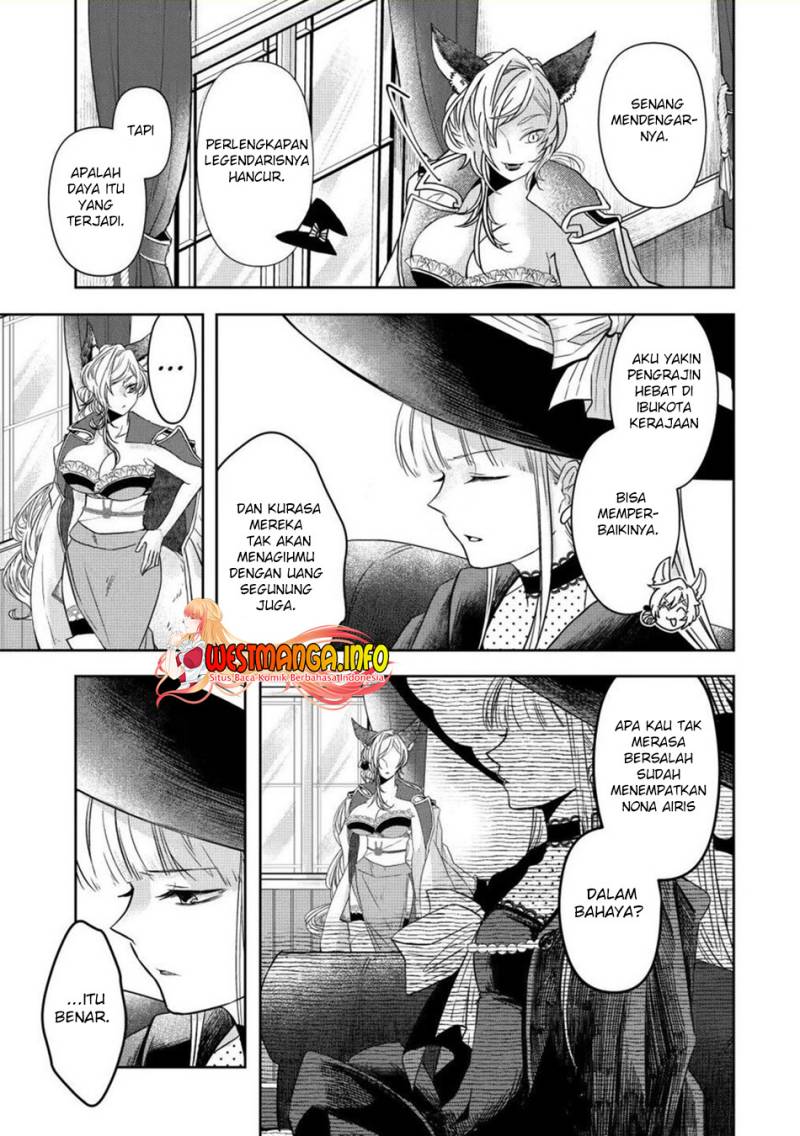 SENANG
MENDENGAR-
NYA.
PERLENGKAPAN
LEGENDARISNYA
HANCUR.
TAPI
APALAH
DAYA ITU
YANG
TERJADI.
AKU YAKIN
PENGRAJIN
HEBAT DI
IBUKOTA
KERAJAAN
BISA
MEMPER-
BAIKINYA.
DAN KURASA
MEREKA
TAK AKAN
MENAGIHMU
DENGAN UANG
SEGUNUNG
JUGA.
...
WESTMANGA.INFO
Situs Baca Komik Berbahasa Indonesia
APA KAU TAK
MERASA
BERSALAH
SUDAH
MENEMPATKAN
NONA AIRIS
DALAM
BAHAYA?
...ITU
BENAR.